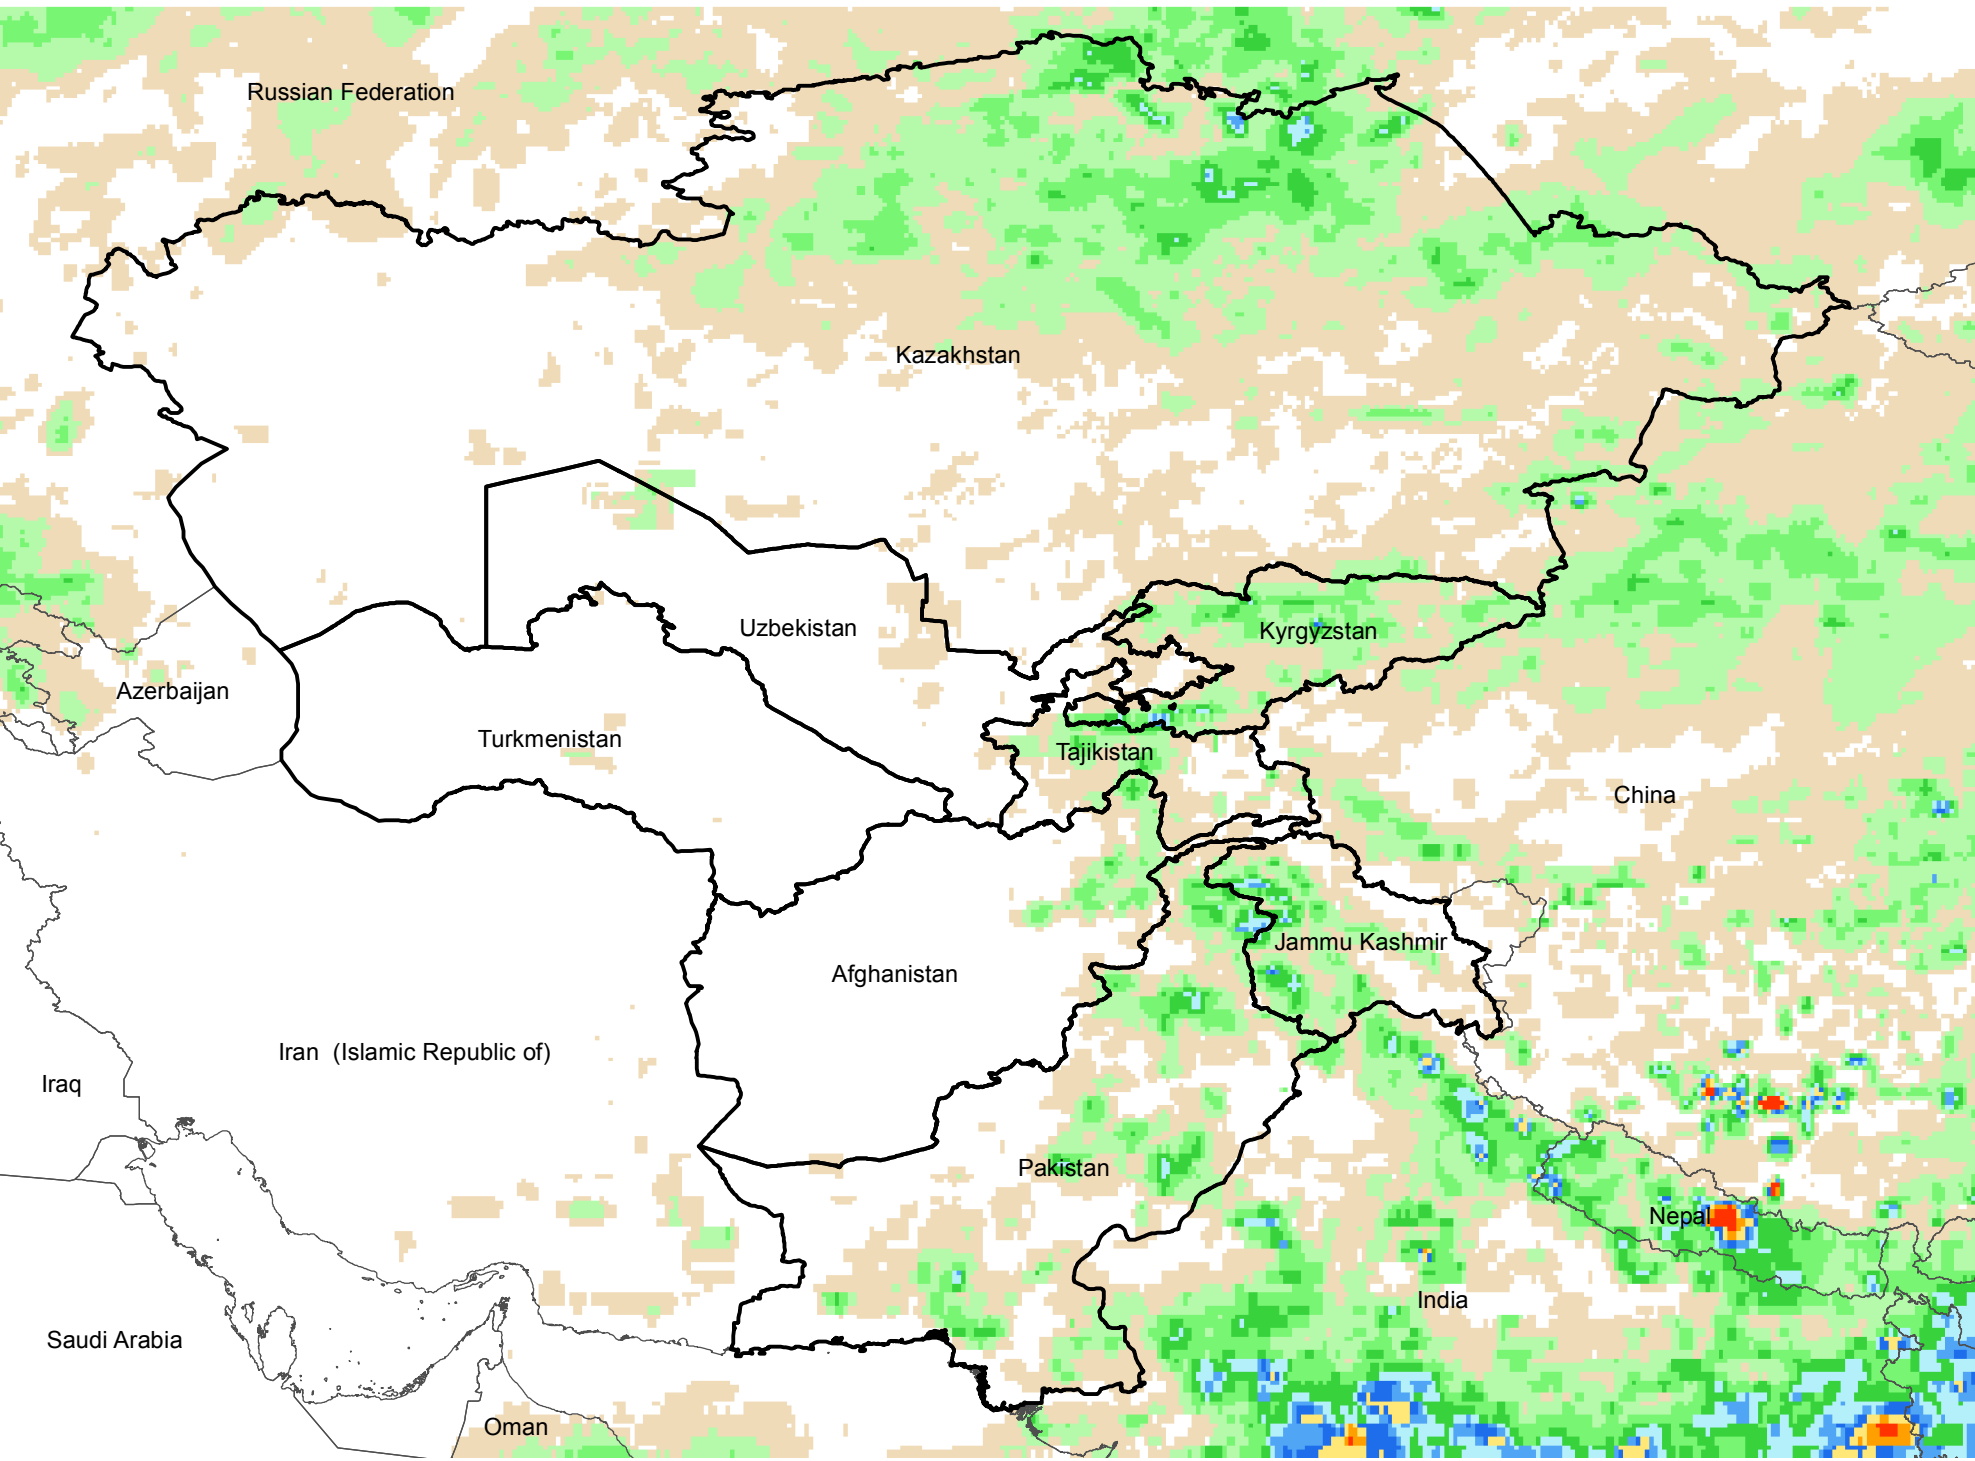 Russian Federation
Kazakhstan
Uzbekistan
Kyrgyzstan
Azerbaijan
Turkmenistan
Tajikistan
China
Jammu Kashmir
Afghanistan
Iran  (Islamic Republic of)
Iraq
Pakistan
Nepal
India
Saudi Arabia
Oman